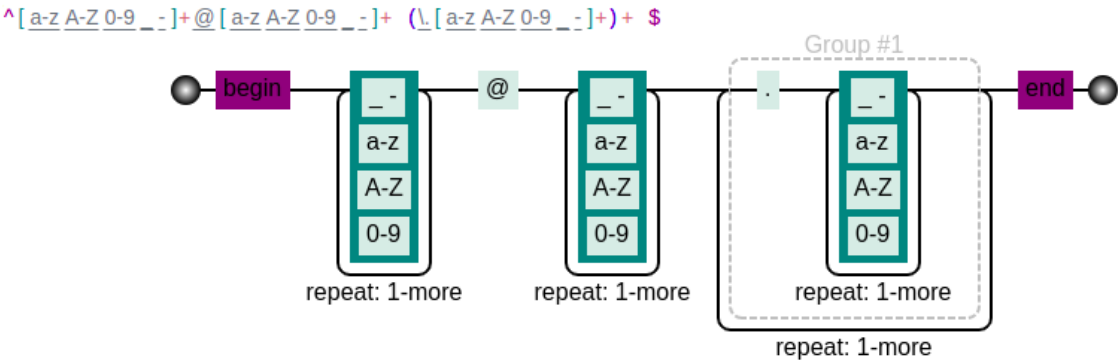 ^[a-z A-Z 0-9 _ -]+@[a-z A-Z 0-9 _ -]+ (\.[a-z A-Z 0-9 _ -]+)+ $
Group #1
begin _ - @ _ - . _ - end
a-z a-z a-z
A-Z A-Z A-Z
0-9 0-9 0-9
repeat: 1-more repeat: 1-more repeat: 1-more
repeat: 1-more